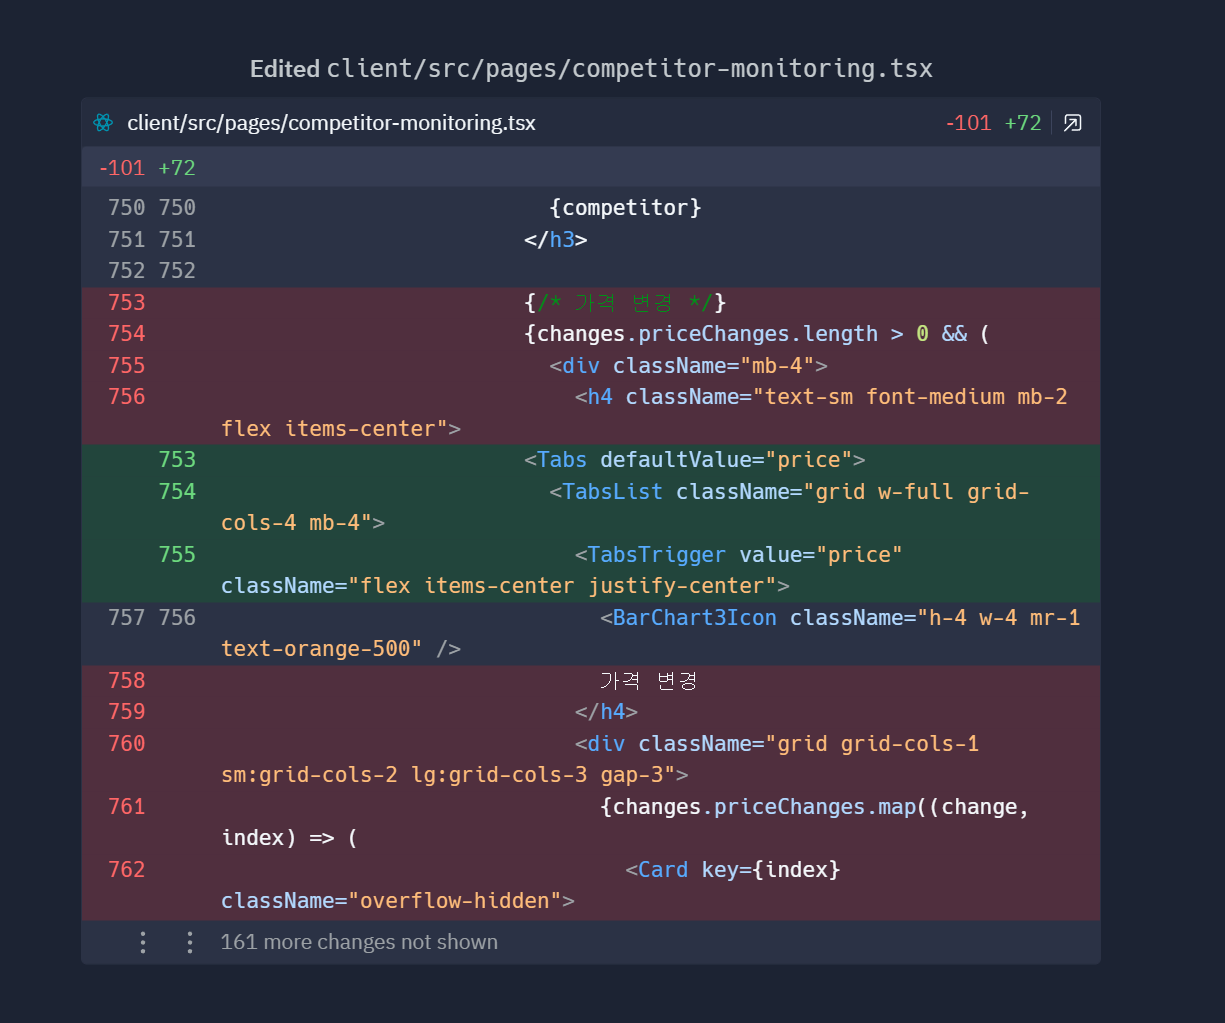 Edited client/src/pages/competitor-monitoring.tsx
client/src/pages/competitor-monitoring.tsx -101 +72
-101 +72
750 750 {competitor}
751 751 </h3>
752 752
753 {/* 가격 변경 */}
754 {changes.priceChanges.length > 0 && (
755 <div className="mb-4">
756 <h4 className="text-sm font-medium mb-2
flex items-center">
753 <Tabs defaultValue="price">
754 <TabsList className="grid w-full grid-
cols-4 mb-4">
755 <TabsTrigger value="price"
className="flex items-center justify-center">
757 756 <BarChart3Icon className="h-4 w-4 mr-1
text-orange-500" />
758 가격 변경
759 </h4>
760 <div className="grid grid-cols-1
sm:grid-cols-2 lg:grid-cols-3 gap-3">
761 {changes.priceChanges.map((change,
index) => (
762 <Card key={index}
className="overflow-hidden">
161 more changes not shown